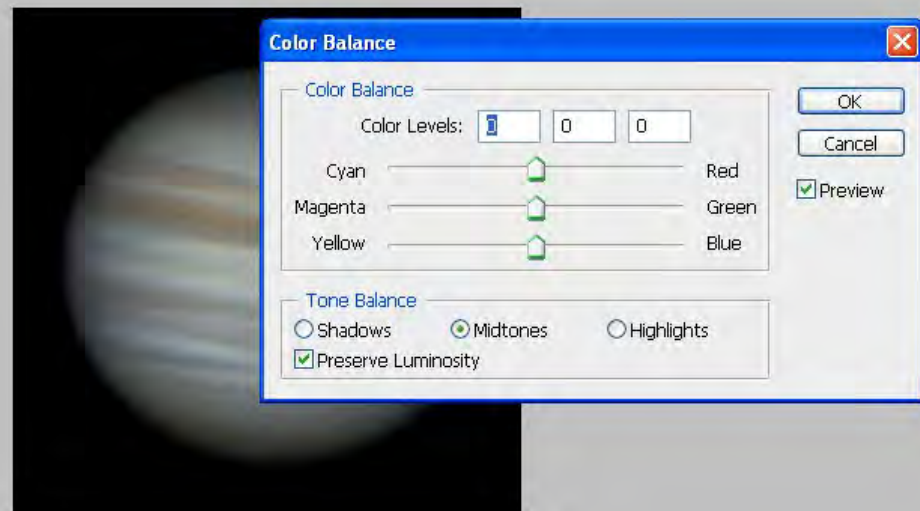 Color Balance
Color Balance
Color Levels: 0 0 0
Cyan Red
Magenta Green
Yellow Blue
Tone Balance
Shadows Midtones Highlights
Preserve Luminosity
OK
Cancel
Preview